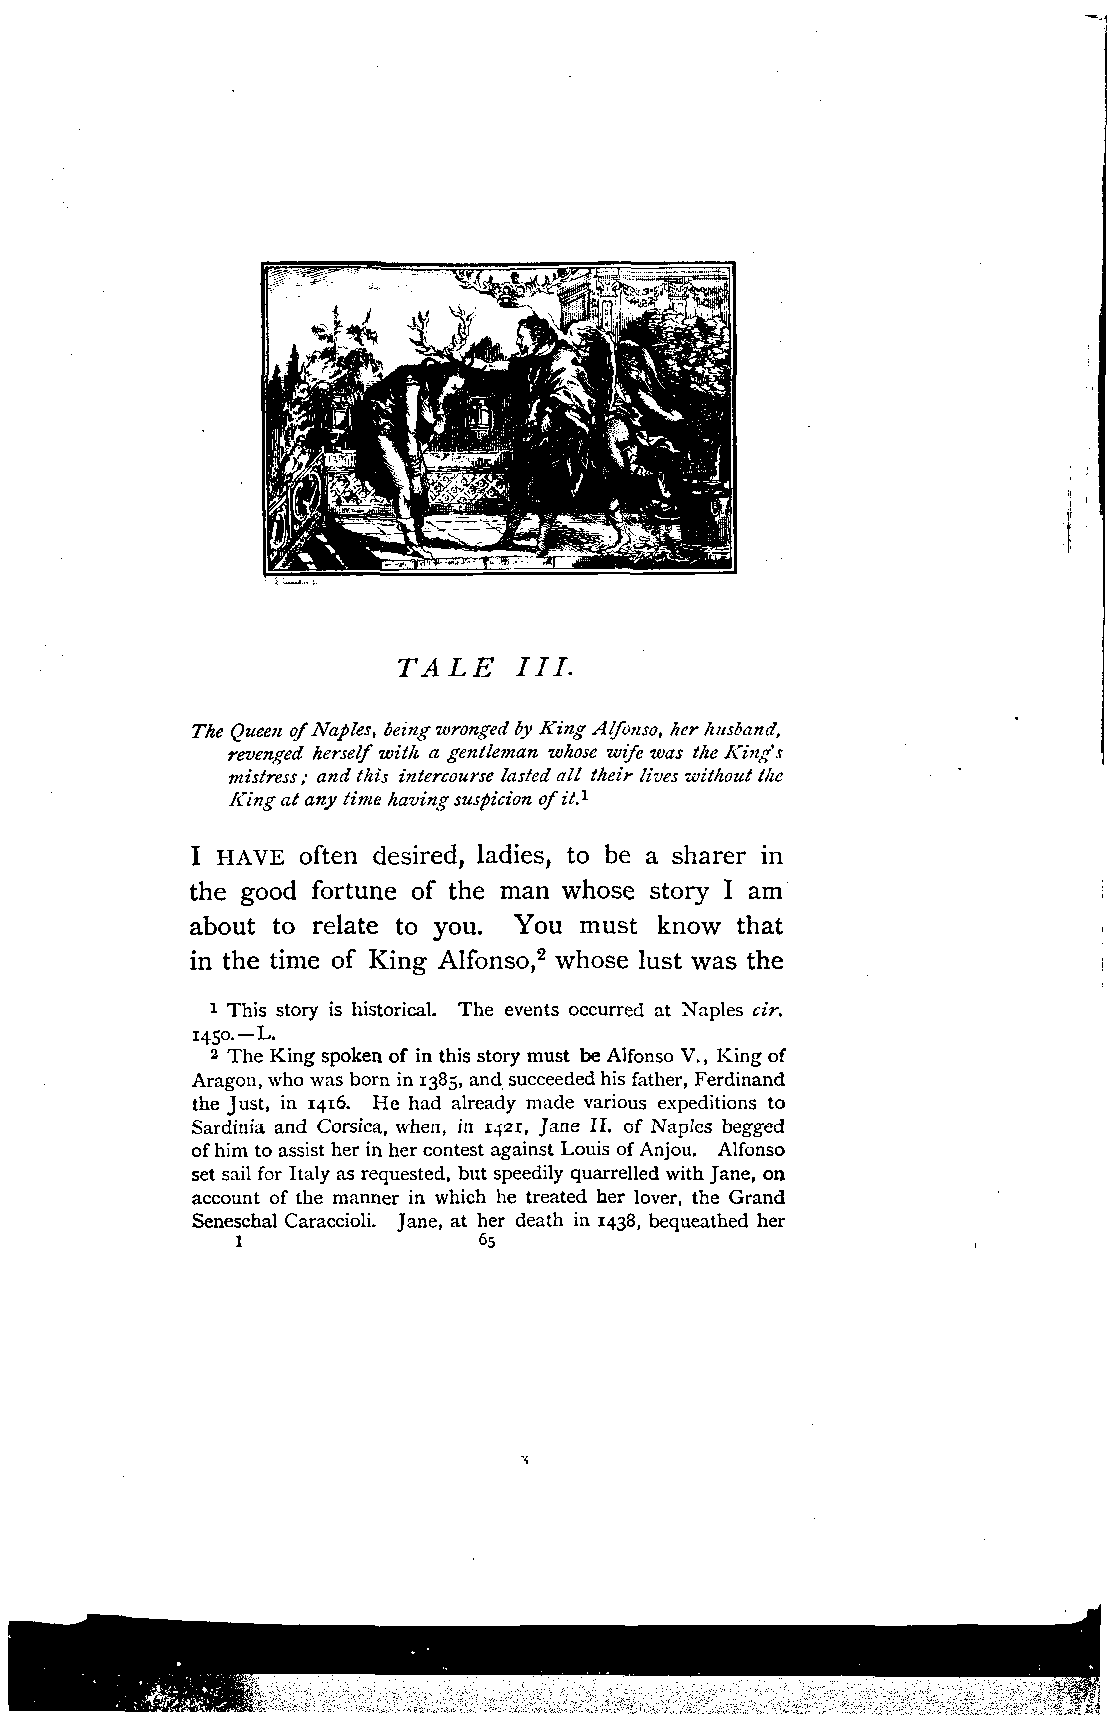 TALE III.
The Queen of Naples, being wronged by King Alfonso, her husband,
revenged herself with a gentleman whose wife was the King's
mistress; and this intercourse lasted all their lives without the
King at any time having suspicion of it.¹
I HAVE often desired, ladies, to be a sharer in
the good fortune of the man whose story I am
about to relate to you. You must know that
in the time of King Alfonso,² whose lust was the
¹ This story is historical. The events occurred at Naples cir.
1450.—L.
² The King spoken of in this story must be Alfonso V., King of
Aragon, who was born in 1385, and succeeded his father, Ferdinand
the Just, in 1416. He had already made various expeditions to
Sardinia and Corsica, when, in 1421, Jane II. of Naples begged
of him to assist her in her contest against Louis of Anjou. Alfonso
set sail for Italy as requested, but speedily quarrelled with Jane, on
account of the manner in which he treated her lover, the Grand
Seneschal Caraccioli. Jane, at her death in 1438, bequeathed her
1 65